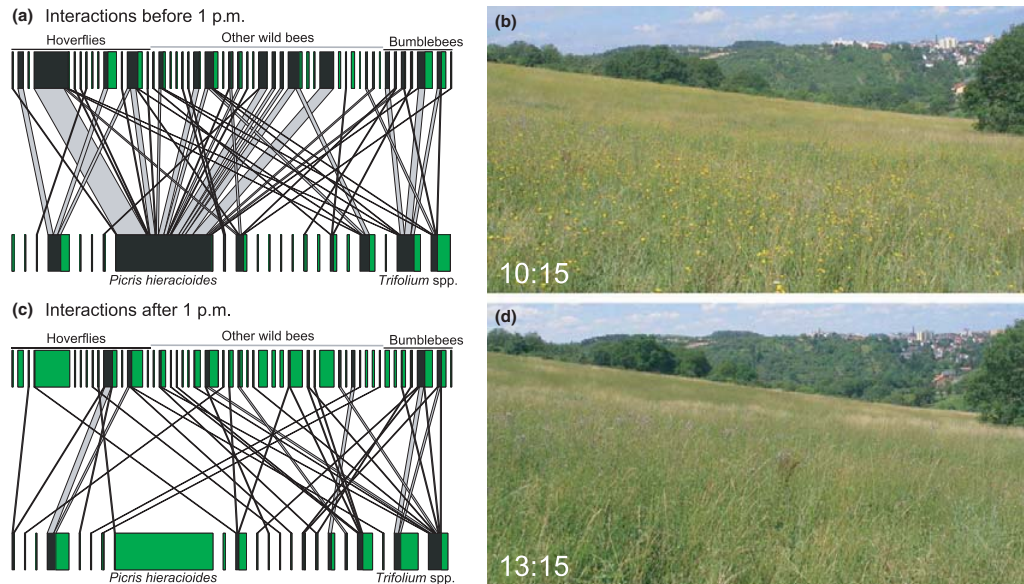 (a) Interactions before 1 p.m.
Hoverflies
Other wild bees
Bumblebees
Picris hieracioides
Trifolium spp.
(b)
10:15
(c) Interactions after 1 p.m.
Hoverflies
Other wild bees
Bumblebees
Picris hieracioides
Trifolium spp.
(d)
13:15